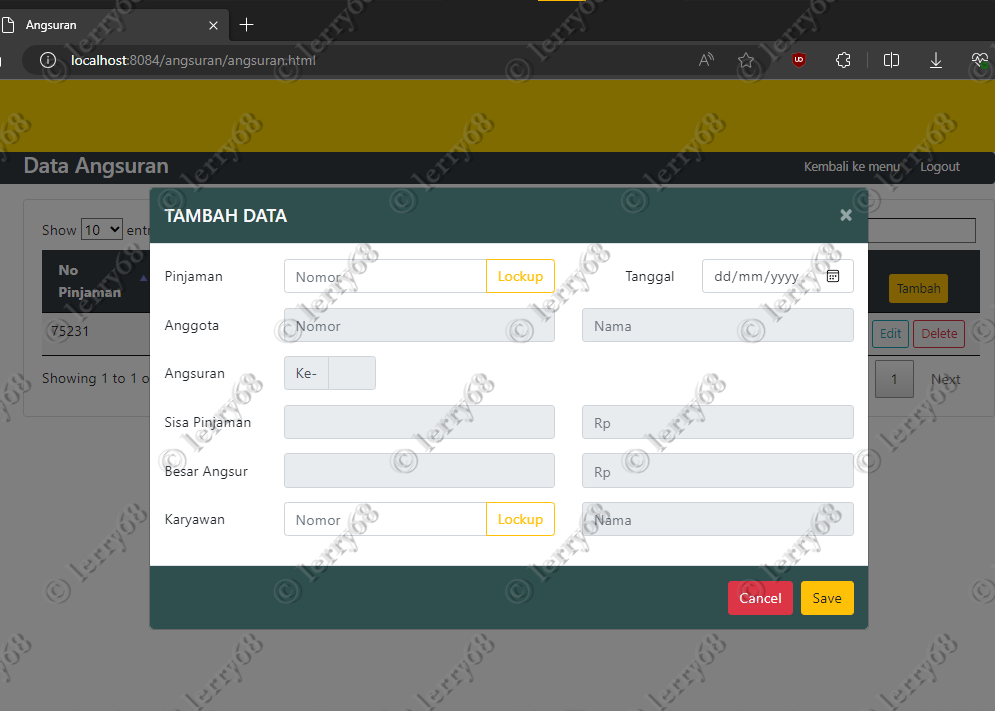 Angsuran
localhost:8084/angsuran/angsuran.html
Data Angsuran
Kembali ke menu Logout
Show 10 entr
No Pinjaman
Tambah
75231
Edit Delete
Showing 1 to 1 o
1 Next
TAMBAH DATA ×
Pinjaman Nomor Lockup Tanggal dd/mm/yyyy
Anggota Nomor Nama
Angsuran Ke-
Sisa Pinjaman Rp
Besar Angsur Rp
Karyawan Nomor Lockup Nama
Cancel Save
© lerry68